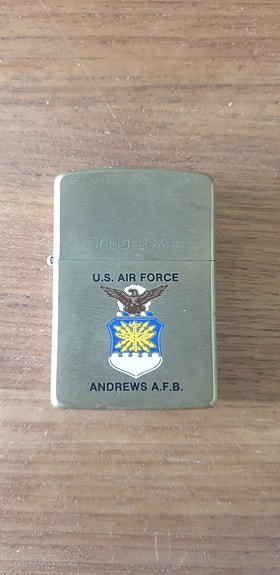 SOLID BRASS
U.S. AIR FORCE
ANDREWS A.F.B.